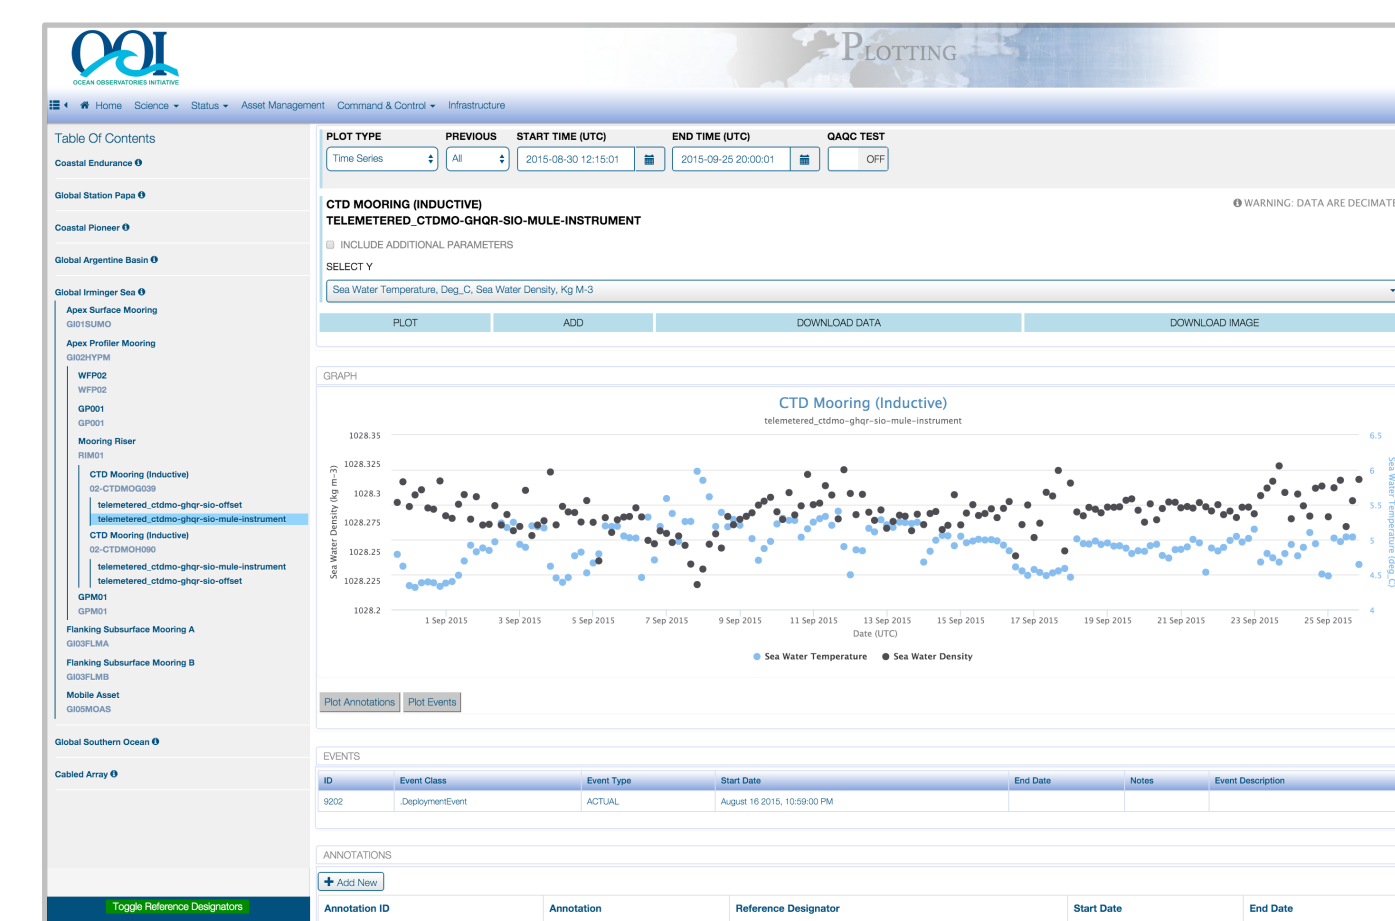 OOI
OCEAN OBSERVATORIES INITIATIVE
PLOTTING
Home Science Status Asset Management Command & Control Infrastructure
Table Of Contents
Coastal Endurance
Global Station Papa
Coastal Pioneer
Global Argentine Basin
Global Irminger Sea
Apex Surface Mooring
GI01SUMO
Apex Profiler Mooring
GI02HYPM
WFP02
WFP02
GP001
GP001
Mooring Riser
RIM01
CTD Mooring (Inductive)
02-CTDMOG039
telemetered_ctdmo-ghqr-sio-offset
telemetered_ctdmo-ghqr-sio-mule-instrument
CTD Mooring (Inductive)
02-CTDMOH090
telemetered_ctdmo-ghqr-sio-mule-instrument
telemetered_ctdmo-ghqr-sio-offset
GPM01
GPM01
Flanking Subsurface Mooring A
GI03FLMA
Flanking Subsurface Mooring B
GI03FLMB
Mobile Asset
GI05MOAS
Global Southern Ocean
Cabled Array
Toggle Reference Designators
PLOT TYPE PREVIOUS START TIME (UTC) END TIME (UTC) QAQC TEST
Time Series All 2015-08-30 12:15:01 2015-09-25 20:00:01 OFF
CTD MOORING (INDUCTIVE)
WARNING: DATA ARE DECIMATE
TELEMETERED_CTDMO-GHQR-SIO-MULE-INSTRUMENT
INCLUDE ADDITIONAL PARAMETERS
SELECT Y
Sea Water Temperature, Deg_C, Sea Water Density, Kg M-3
PLOT ADD DOWNLOAD DATA DOWNLOAD IMAGE
GRAPH
CTD Mooring (Inductive)
telemetered_ctdmo-ghqr-sio-mule-instrument
Sea Water Density (kg m-3)
1028.35
1028.325
1028.3
1028.275
1028.25
1028.225
1028.2
6.5
6
5.5
5
4.5
4
Sea Water Temperature (deg_C)
1 Sep 2015 3 Sep 2015 5 Sep 2015 7 Sep 2015 9 Sep 2015 11 Sep 2015 13 Sep 2015 15 Sep 2015 17 Sep 2015 19 Sep 2015 21 Sep 2015 23 Sep 2015 25 Sep 2015
Date (UTC)
Sea Water Temperature Sea Water Density
Plot Annotations Plot Events
EVENTS
ID Event Class Event Type Start Date End Date Notes Event Description
9202 .DeploymentEvent ACTUAL August 16 2015, 10:59:00 PM
ANNOTATIONS
Add New
Annotation ID Annotation Reference Designator Start Date End Date